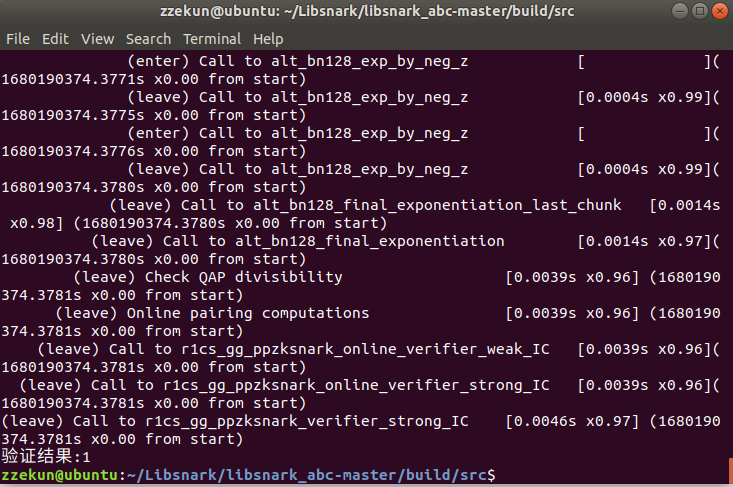 zzekun@ubuntu: ~/Libsnark/libsnark_abc-master/build/src
File Edit View Search Terminal Help
(enter) Call to alt_bn128_exp_by_neg_z [ ](
1680190374.3771s x0.00 from start)
(leave) Call to alt_bn128_exp_by_neg_z [0.0004s x0.99](
1680190374.3775s x0.00 from start)
(enter) Call to alt_bn128_exp_by_neg_z [ ](
1680190374.3776s x0.00 from start)
(leave) Call to alt_bn128_exp_by_neg_z [0.0004s x0.99](
1680190374.3780s x0.00 from start)
(leave) Call to alt_bn128_final_exponentiation_last_chunk [0.0014s
x0.98] (1680190374.3780s x0.00 from start)
(leave) Call to alt_bn128_final_exponentiation [0.0014s x0.97](
1680190374.3780s x0.00 from start)
(leave) Check QAP divisibility [0.0039s x0.96] (1680190
374.3781s x0.00 from start)
(leave) Online pairing computations [0.0039s x0.96] (1680190
374.3781s x0.00 from start)
(leave) Call to r1cs_gg_ppzksnark_online_verifier_weak_IC [0.0039s x0.96](
1680190374.3781s x0.00 from start)
(leave) Call to r1cs_gg_ppzksnark_online_verifier_strong_IC [0.0039s x0.96](
1680190374.3781s x0.00 from start)
(leave) Call to r1cs_gg_ppzksnark_verifier_strong_IC [0.0046s x0.97] (1680190
374.3781s x0.00 from start)
验证结果:1
zzekun@ubuntu:~/Libsnark/libsnark_abc-master/build/src$